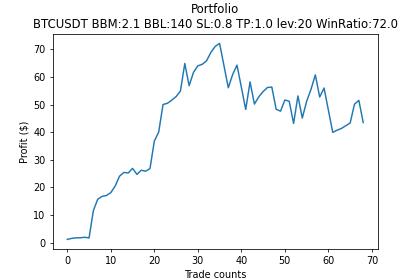 Portfolio
BTCUSDT BBM:2.1 BBL:140 SL:0.8 TP:1.0 lev:20 WinRatio:72.0
70
60
50
40
30
20
10
0
Profit ($)
0 10 20 30 40 50 60 70
Trade counts